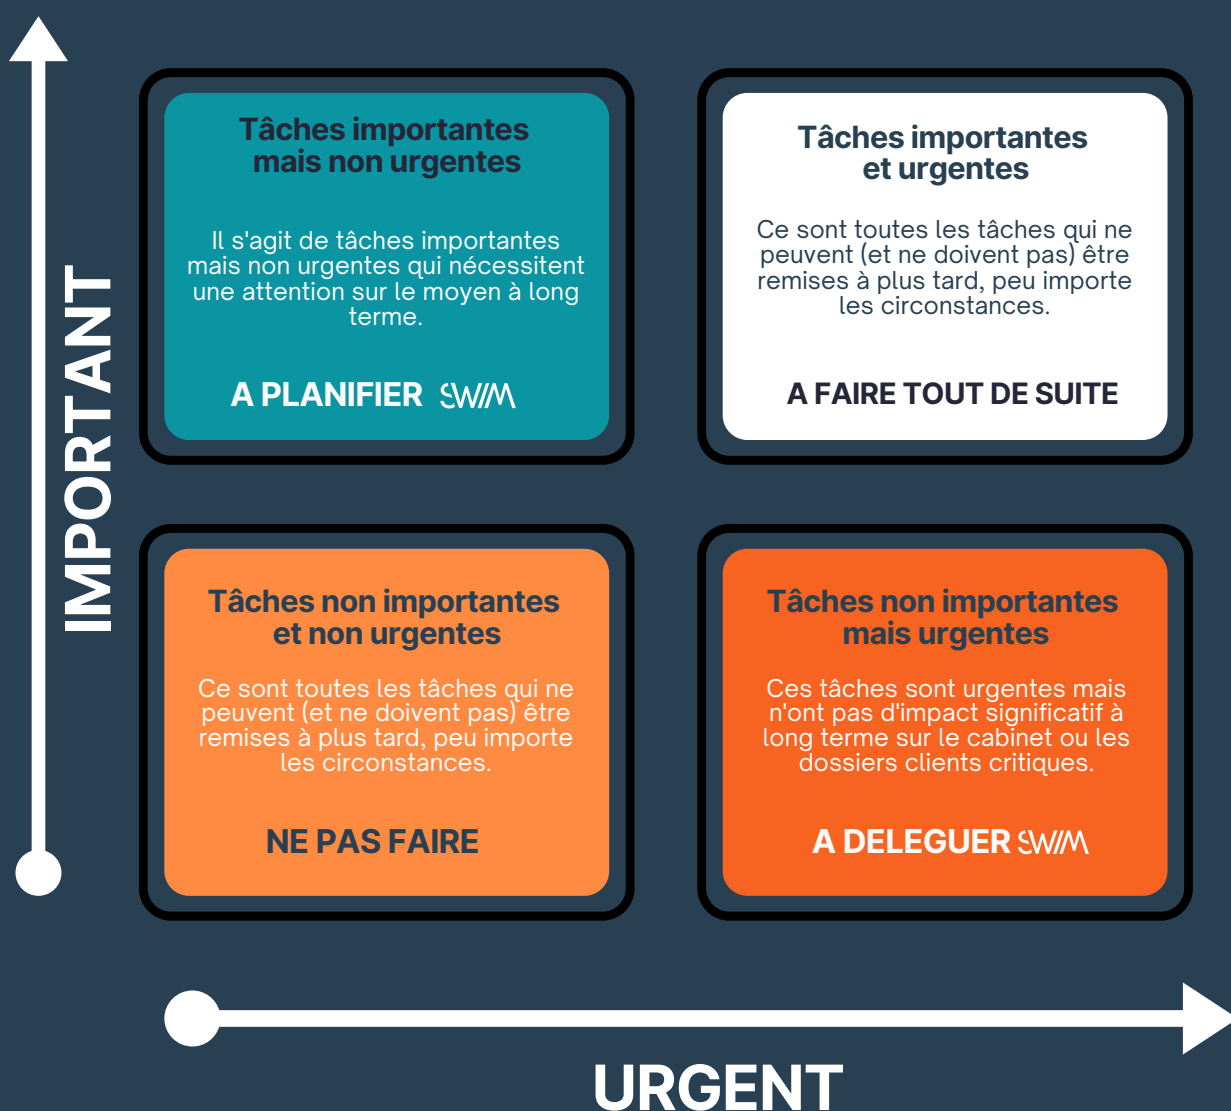 IMPORTANT
Tâches importantes
mais non urgentes
Il s'agit de tâches importantes
mais non urgentes qui nécessitent
une attention sur le moyen à long
terme.
A PLANIFIER SWIM
Tâches importantes
et urgentes
Ce sont toutes les tâches qui ne
peuvent (et ne doivent pas) être
remises à plus tard, peu importe
les circonstances.
A FAIRE TOUT DE SUITE
Tâches non importantes
et non urgentes
Ce sont toutes les tâches qui ne
peuvent (et ne doivent pas) être
remises à plus tard, peu importe
les circonstances.
NE PAS FAIRE
Tâches non importantes
mais urgentes
Ces tâches sont urgentes mais
n'ont pas d'impact significatif à
long terme sur le cabinet ou les
dossiers clients critiques.
A DELEGUER SWIM
URGENT